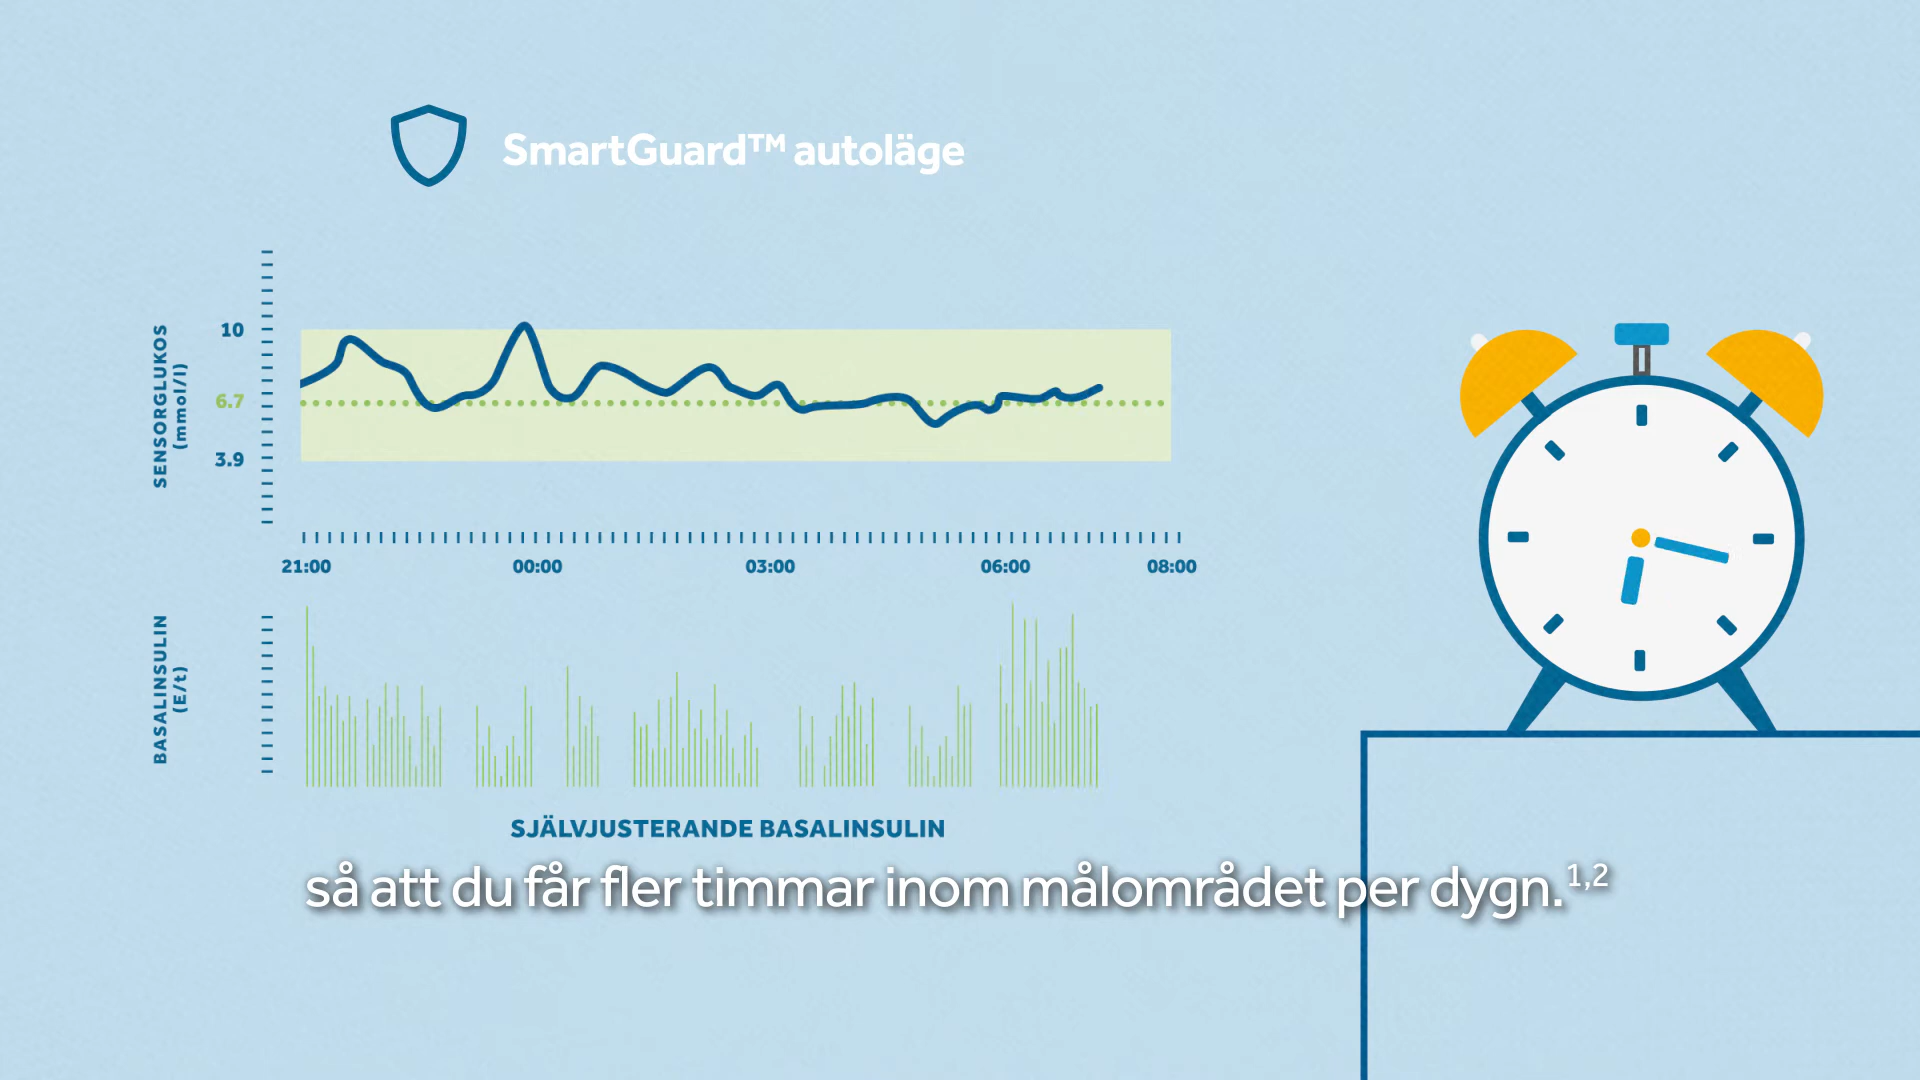 SmartGuard™ autoläge
SENSORGLUKOS
(mmol/l)
10
6.7
3.9
21:00 00:00 03:00 06:00 08:00
BASALINSULIN
(E/t)
SJÄLVJUSTERANDE BASALINSULIN
så att du får fler timmar inom målområdet per dygn.1,2